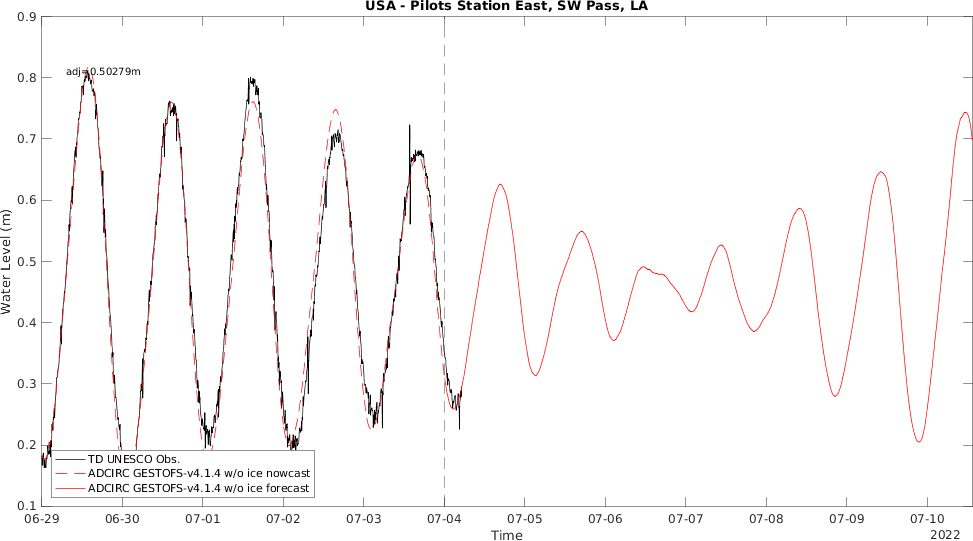 USA - Pilots Station East, SW Pass, LA
0.9
0.8
0.7
0.6
0.5
0.4
0.3
0.2
0.1
Water Level (m)
adj=0.50279m
TD UNESCO Obs.
ADCIRC GESTOFS-v4.1.4 w/o ice nowcast
ADCIRC GESTOFS-v4.1.4 w/o ice forecast
06-29 06-30 07-01 07-02 07-03 07-04 07-05 07-06 07-07 07-08 07-09 07-10
Time
2022